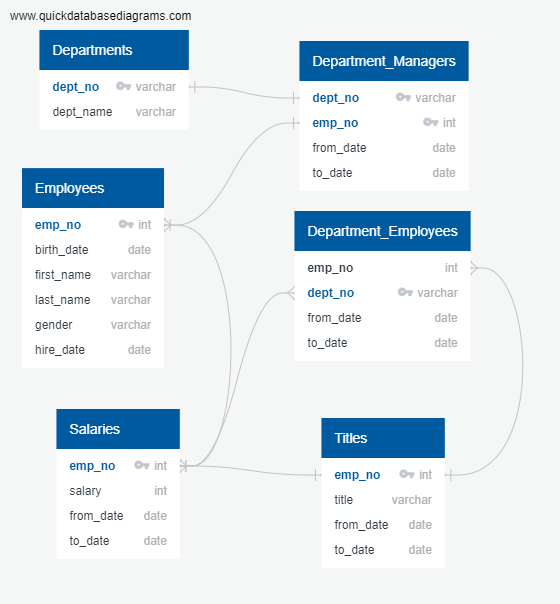 www.quickdatabasediagrams.com
Departments
dept_no varchar
dept_name varchar
Department_Managers
dept_no varchar
emp_no int
from_date date
to_date date
Employees
emp_no int
birth_date date
first_name varchar
last_name varchar
gender varchar
hire_date date
Department_Employees
emp_no int
dept_no varchar
from_date date
to_date date
Salaries
emp_no int
salary int
from_date date
to_date date
Titles
emp_no int
title varchar
from_date date
to_date date